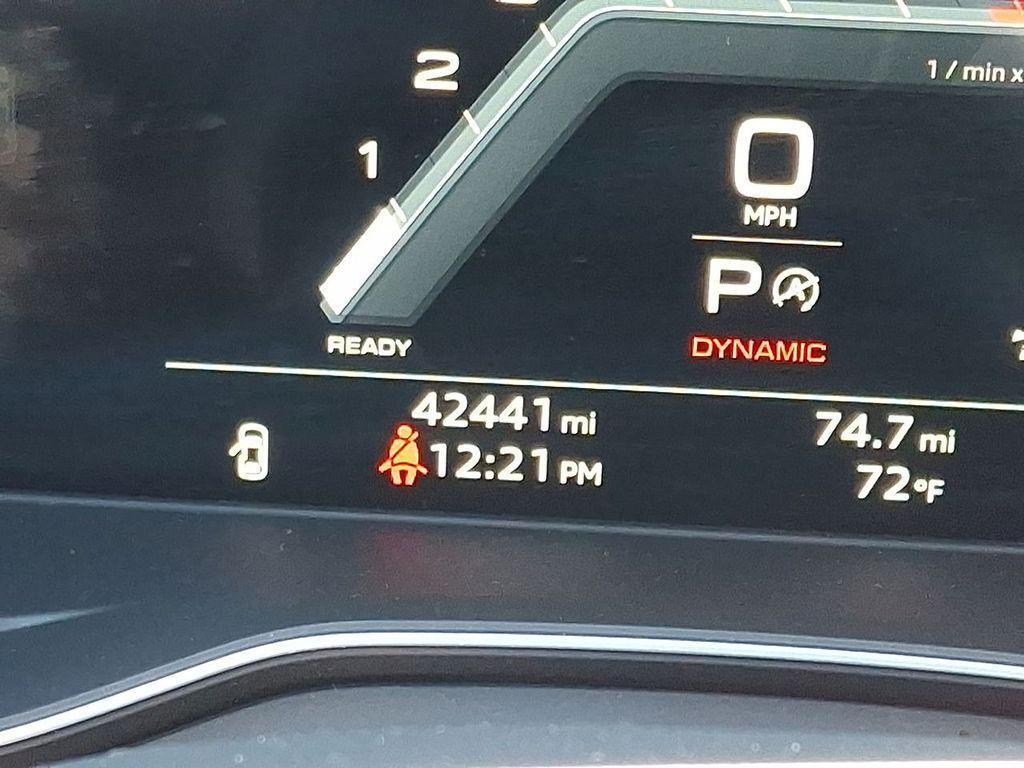 2
1 / min x
1
0
MPH
P
READY
DYNAMIC
42441 mi
74.7 mi
12:21 PM
72°F